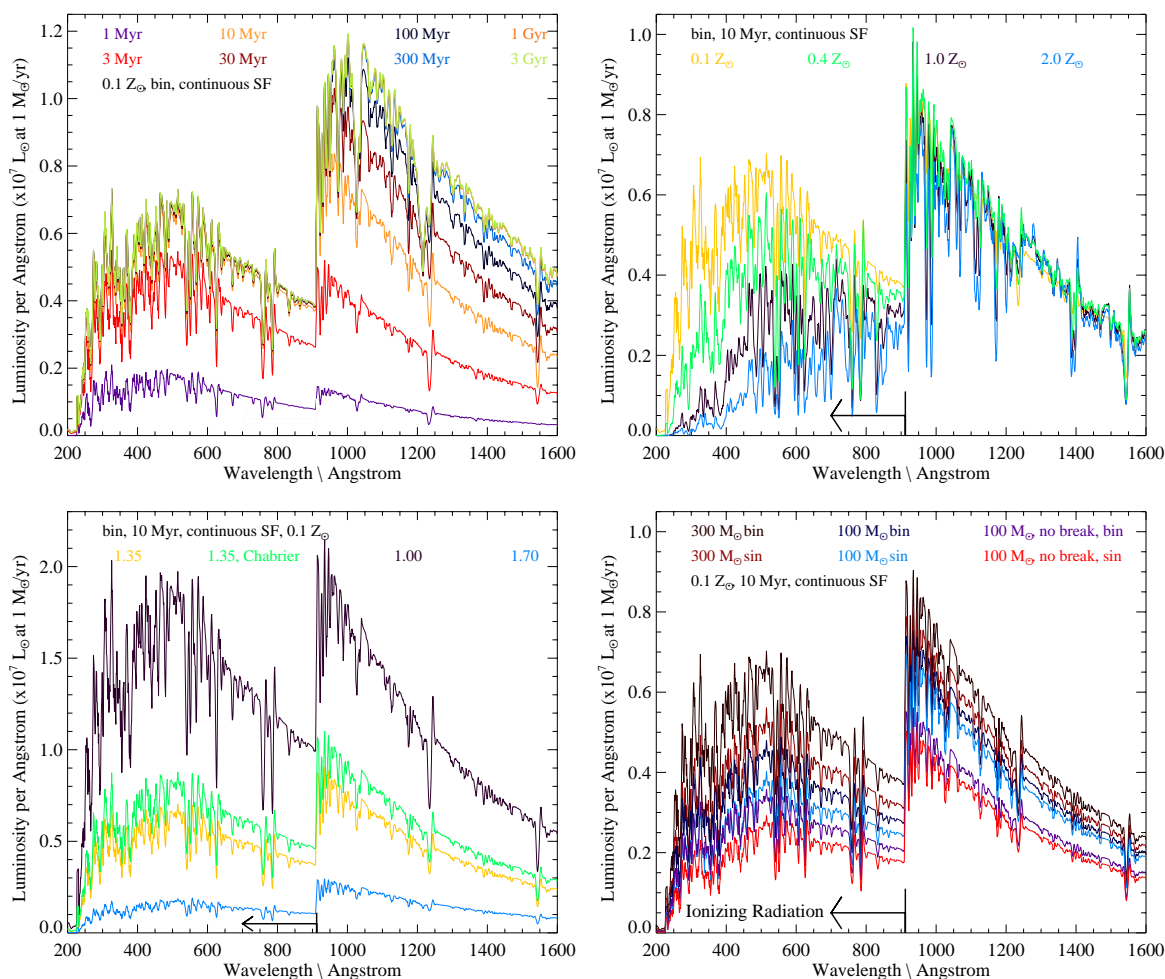 1.2
1.0
0.8
0.6
0.4
0.2
0.0
Luminosity per Angstrom (x10⁷ L☉ at 1 M☉/yr)
1 Myr 10 Myr 100 Myr 1 Gyr
3 Myr 30 Myr 300 Myr 3 Gyr
0.1 Z☉, bin, continuous SF
200 400 600 800 1000 1200 1400 1600
Wavelength \ Angstrom
1.0
0.8
0.6
0.4
0.2
0.0
Luminosity per Angstrom (x10⁷ L☉ at 1 M☉/yr)
bin, 10 Myr, continuous SF
0.1 Z☉ 0.4 Z☉ 1.0 Z☉ 2.0 Z☉
200 400 600 800 1000 1200 1400 1600
Wavelength \ Angstrom
2.0
1.5
1.0
0.5
0.0
Luminosity per Angstrom (x10⁷ L☉ at 1 M☉/yr)
bin, 10 Myr, continuous SF, 0.1 Z☉
1.35 1.35, Chabrier 1.00 1.70
200 400 600 800 1000 1200 1400 1600
Wavelength \ Angstrom
1.0
0.8
0.6
0.4
0.2
0.0
Luminosity per Angstrom (x10⁷ L☉ at 1 M☉/yr)
300 M☉ bin 100 M☉ bin 100 M☉, no break, bin
300 M☉ sin 100 M☉ sin 100 M☉, no break, sin
0.1 Z☉, 10 Myr, continuous SF
Ionizing Radiation
200 400 600 800 1000 1200 1400 1600
Wavelength \ Angstrom